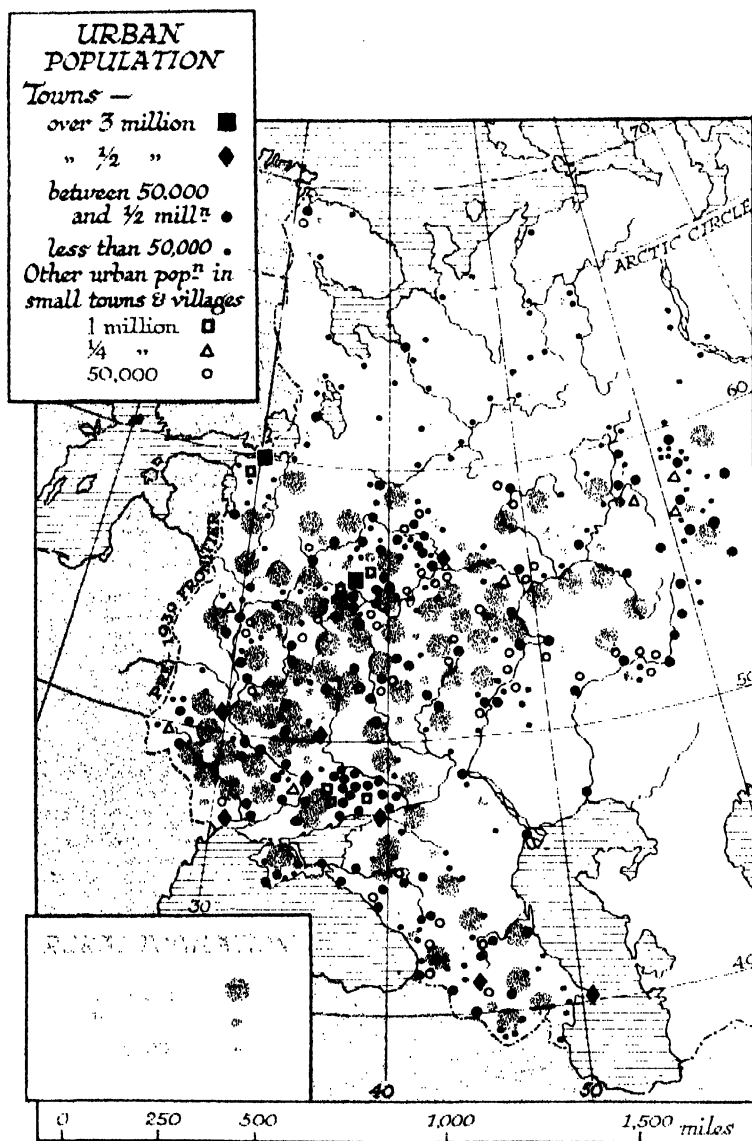 URBAN
POPULATION
Towns —
over 3 million
" ½ "
between 50.000
and ½ mill.ⁿ
less than 50,000
Other urban pop.ⁿ in
small towns & villages
1 million
¼ "
50,000
70
ARCTIC CIRCLE
60
PRE-1939 FRONTIER
50
30
RURAL POPULATION
40
40
50
0 250 500 1,000 1,500 miles